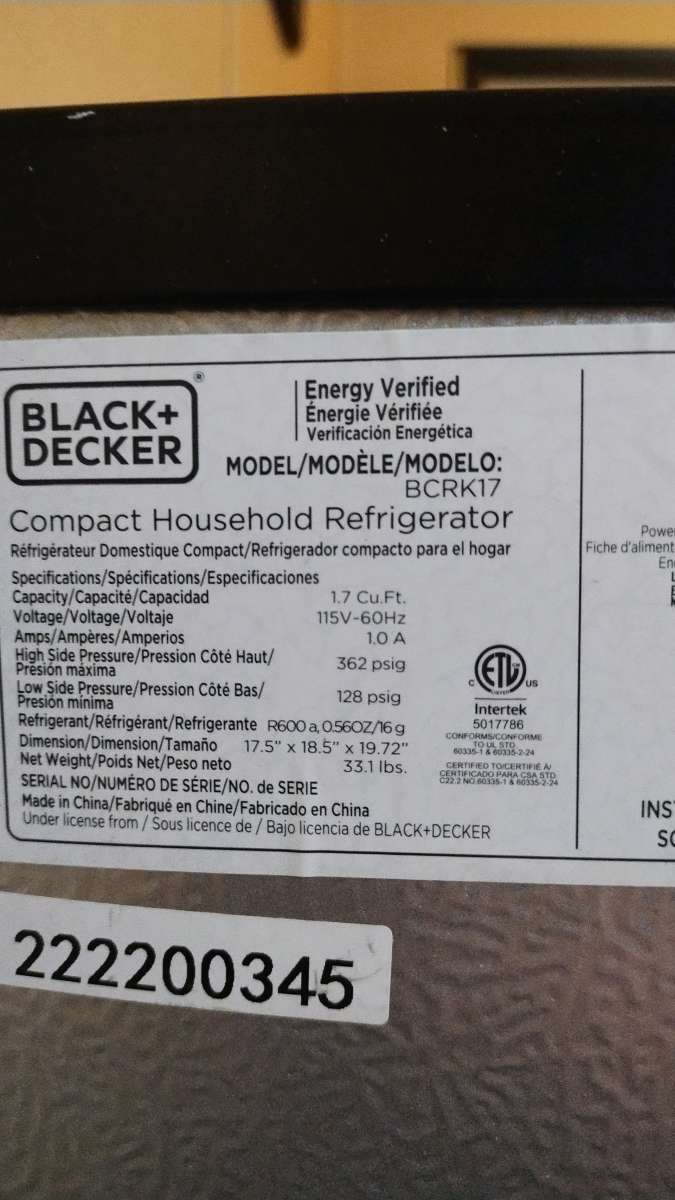 BLACK+
DECKER
®
Energy Verified
Énergie Vérifiée
Verificación Energética
MODEL/MODÈLE/MODELO:
BCRK17
Compact Household Refrigerator
Réfrigérateur Domestique Compact/Refrigerador compacto para el hogar
Specifications/Spécifications/Especificaciones
Capacity/Capacité/Capacidad 1.7 Cu.Ft.
Voltage/Voltage/Voltaje 115V-60Hz
Amps/Ampères/Amperios 1.0 A
High Side Pressure/Pression Côté Haut/
Presión máxima 362 psig
Low Side Pressure/Pression Côté Bas/
Presión mínima 128 psig
Refrigerant/Réfrigérant/Refrigerante R600 a, 0.56OZ/16 g
Dimension/Dimension/Tamaño 17.5" x 18.5" x 19.72"
Net Weight/Poids Net/Peso neto 33.1 lbs.
SERIAL NO/NUMÉRO DE SÉRIE/NO. de SERIE
Made in China/Fabriqué en Chine/Fabricado en China
Under license from / Sous licence de / Bajo licencia de BLACK+DECKER
C ETL US
LISTED
Intertek
5017786
CONFORMS/CONFORME
TO UL STD.
60335-1 & 60335-2-24
CERTIFIED TO/CERTIFIÉ A/
CERTIFICADO PARA CSA STD
C22.2 NO.60335-1 & 60335-2-24
Powe
Fiche d'aliment
En
INS
SC
222200345